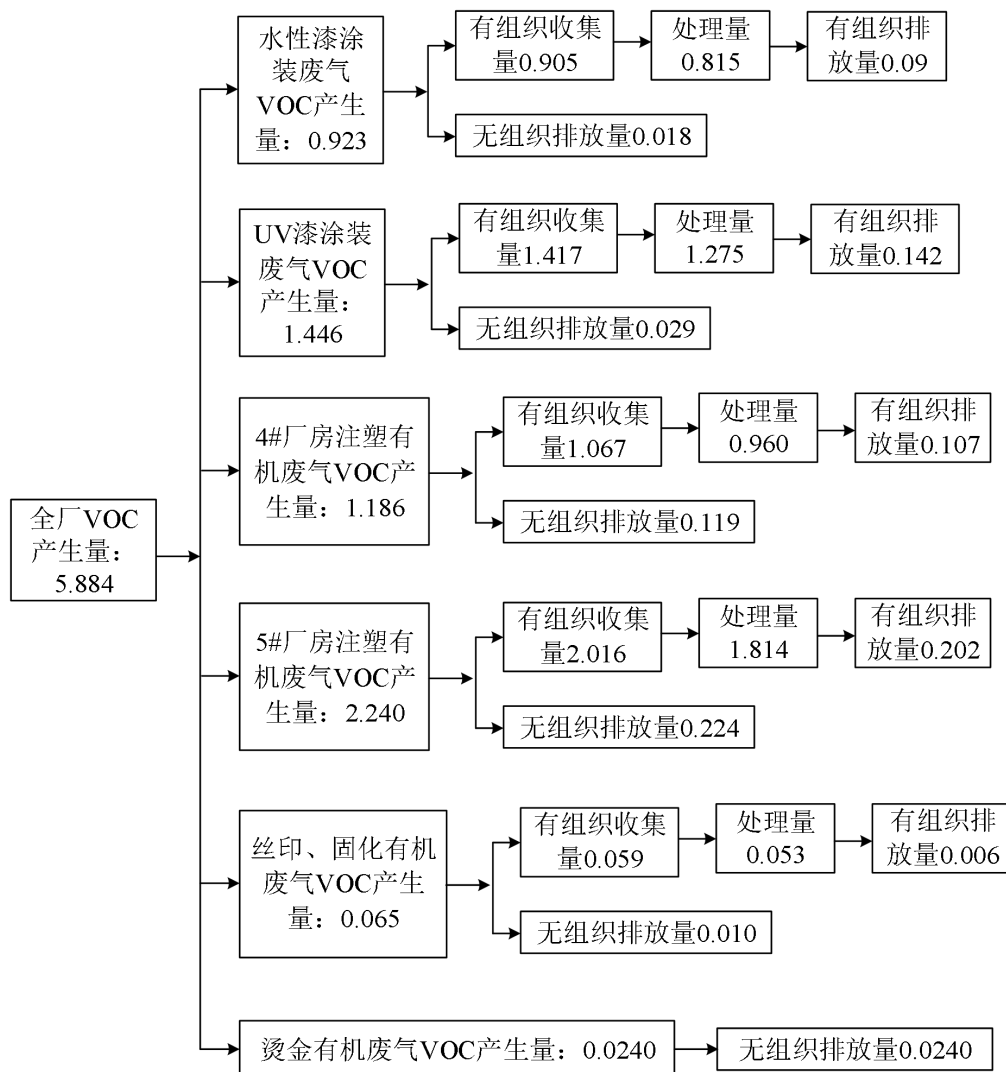 全厂VOC
产生量：
5.884
水性漆涂
装废气
VOC产生
量：0.923
有组织收集
量0.905
处理量
0.815
有组织排
放量0.09
无组织排放量0.018
UV漆涂装
废气VOC
产生量：
1.446
有组织收集
量1.417
处理量
1.275
有组织排
放量0.142
无组织排放量0.029
4#厂房注塑有
机废气VOC产
生量：1.186
有组织收集
量1.067
处理量
0.960
有组织排
放量0.107
无组织排放量0.119
5#厂房注塑有
机废气VOC产
生量：2.240
有组织收集
量2.016
处理量
1.814
有组织排
放量0.202
无组织排放量0.224
丝印、固化有机
废气VOC产生
量：0.065
有组织收集
量0.059
处理量
0.053
有组织排
放量0.006
无组织排放量0.010
烫金有机废气VOC产生量：0.0240
无组织排放量0.0240